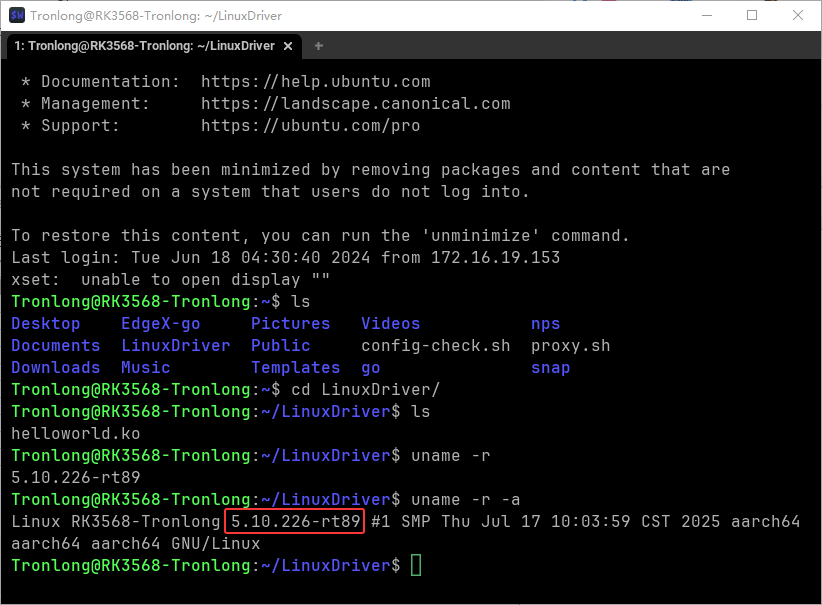 Tronlong@RK3568-Tronlong: ~/LinuxDriver
1: Tronlong@RK3568-Tronlong: ~/LinuxDriver × +
* Documentation:  https://help.ubuntu.com
* Management:     https://landscape.canonical.com
* Support:        https://ubuntu.com/pro
This system has been minimized by removing packages and content that are
not required on a system that users do not log into.
To restore this content, you can run the 'unminimize' command.
Last login: Tue Jun 18 04:30:40 2024 from 172.16.19.153
xset:  unable to open display ""
Tronlong@RK3568-Tronlong:~$ ls
Desktop    EdgeX-go     Pictures   Videos           nps
Documents  LinuxDriver  Public     config-check.sh  proxy.sh
Downloads  Music        Templates  go               snap
Tronlong@RK3568-Tronlong:~$ cd LinuxDriver/
Tronlong@RK3568-Tronlong:~/LinuxDriver$ ls
helloworld.ko
Tronlong@RK3568-Tronlong:~/LinuxDriver$ uname -r
5.10.226-rt89
Tronlong@RK3568-Tronlong:~/LinuxDriver$ uname -r -a
Linux RK3568-Tronlong 5.10.226-rt89 #1 SMP Thu Jul 17 10:03:59 CST 2025 aarch64
aarch64 aarch64 GNU/Linux
Tronlong@RK3568-Tronlong:~/LinuxDriver$